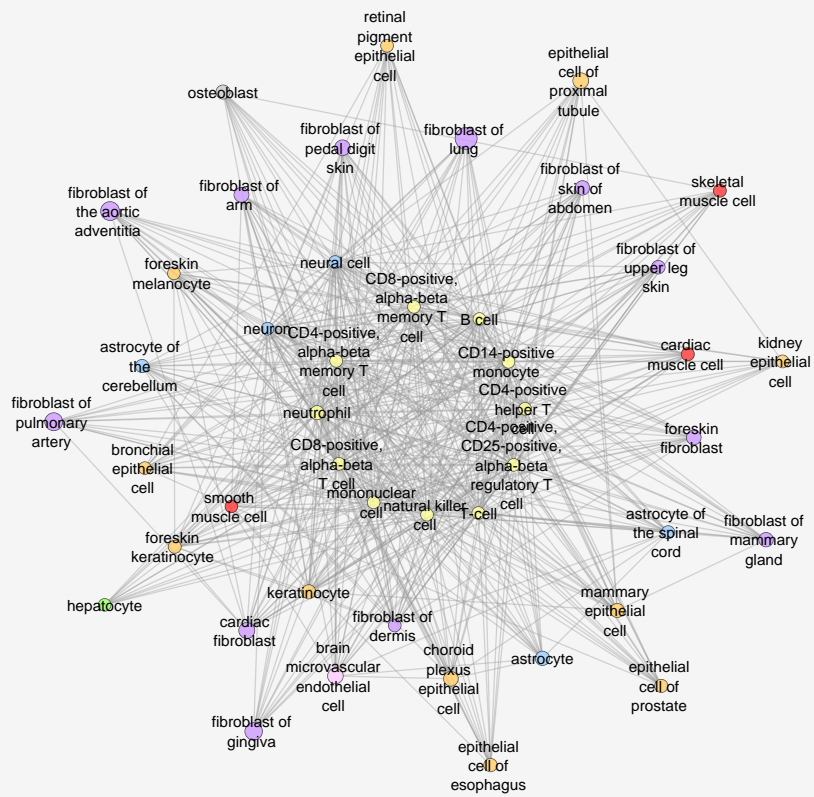 retinal
pigment
epithelial
cell
epithelial
cell of
proximal
tubule
osteoblast
fibroblast of
pedal digit
skin
fibroblast of
lung
fibroblast of
skin of
abdomen
skeletal
muscle cell
fibroblast of
the aortic
adventitia
fibroblast of
arm
foreskin
melanocyte
neural cell
fibroblast of
upper leg
skin
CD8-positive,
alpha-beta
memory T
cell
B cell
neuron
CD4-positive,
alpha-beta
memory T
cell
CD14-positive
monocyte
cardiac
muscle cell
kidney
epithelial
cell
astrocyte of
the
cerebellum
CD4-positive
helper T
cell
fibroblast of
pulmonary
artery
neutrophil
CD4-positive,
CD25-positive,
alpha-beta
regulatory T
cell
foreskin
fibroblast
bronchial
epithelial
cell
CD8-positive,
alpha-beta
T cell
smooth
muscle cell
mononuclear
cell
natural killer
cell
T-cell
astrocyte of
the spinal
cord
fibroblast of
mammary
gland
foreskin
keratinocyte
hepatocyte
keratinocyte
mammary
epithelial
cell
cardiac
fibroblast
fibroblast of
dermis
brain
microvascular
endothelial
cell
choroid
plexus
epithelial
cell
astrocyte
epithelial
cell of
prostate
fibroblast of
gingiva
epithelial
cell of
esophagus